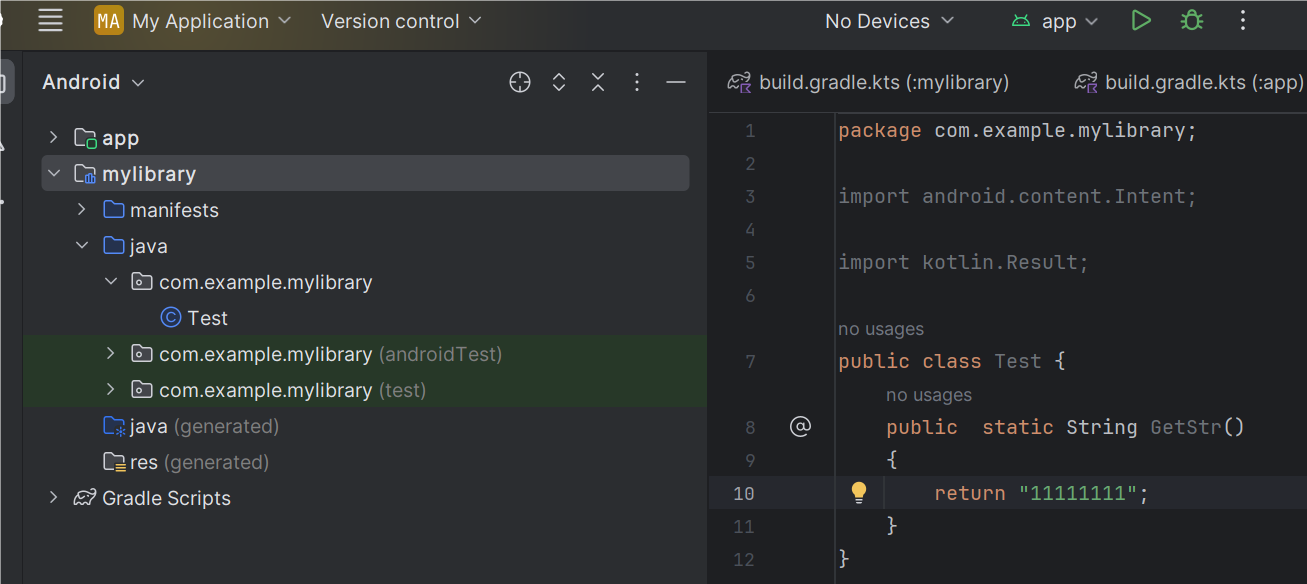 MA My Application Version control No Devices app
Android
app
mylibrary
manifests
java
com.example.mylibrary
Test
com.example.mylibrary (androidTest)
com.example.mylibrary (test)
java (generated)
res (generated)
Gradle Scripts
build.gradle.kts (:mylibrary) build.gradle.kts (:app)
1 package com.example.mylibrary;
2
3 import android.content.Intent;
4
5 import kotlin.Result;
6
no usages
7 public class Test {
no usages
8 @ public  static String GetStr()
9 {
10 return "11111111";
11 }
12 }